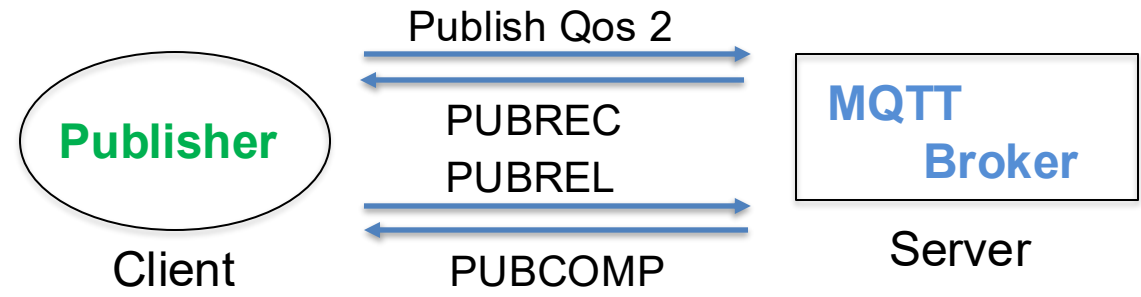 Publish Qos 2
Publisher
PUBREC
PUBREL
PUBCOMP
Client
MQTT
Broker
Server